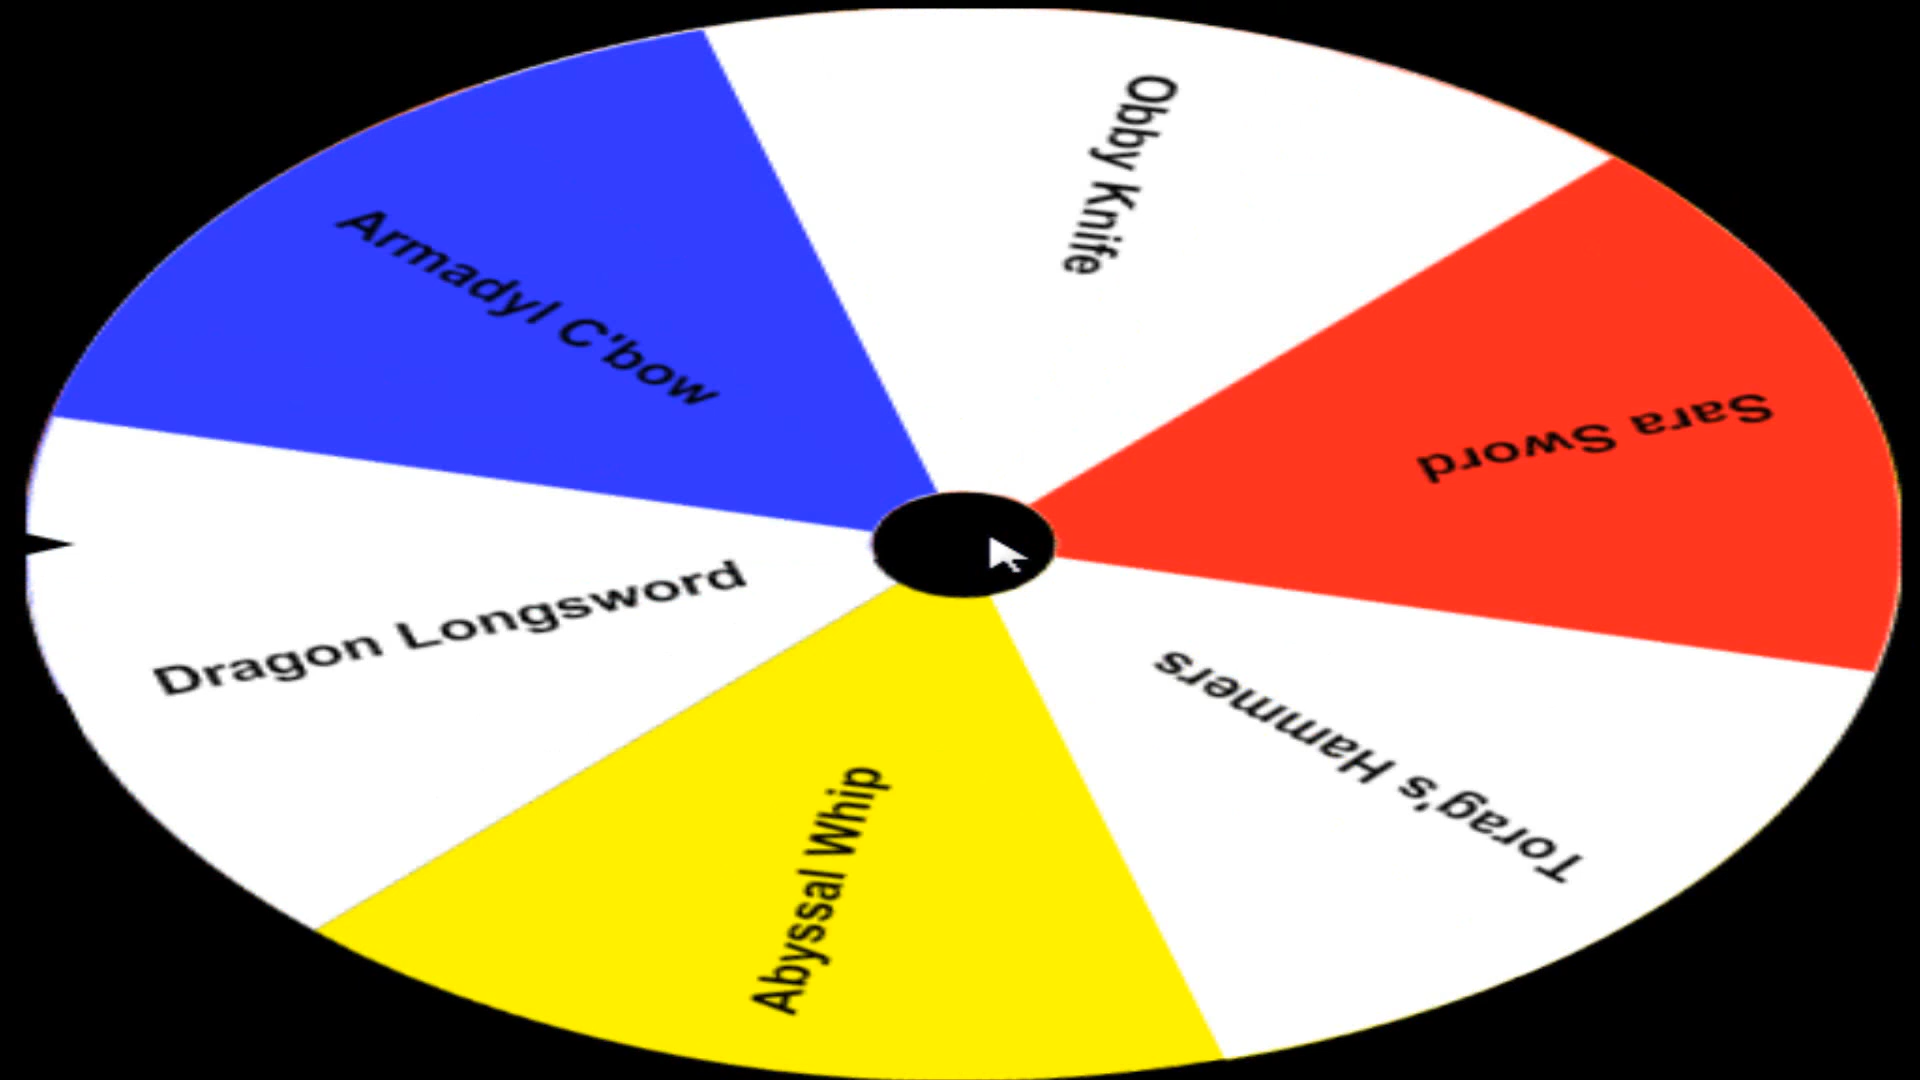 Obby Knife
Armadyl C'bow
Sara Sword
Dragon Longsword
Torag's Hammers
Abyssal Whip